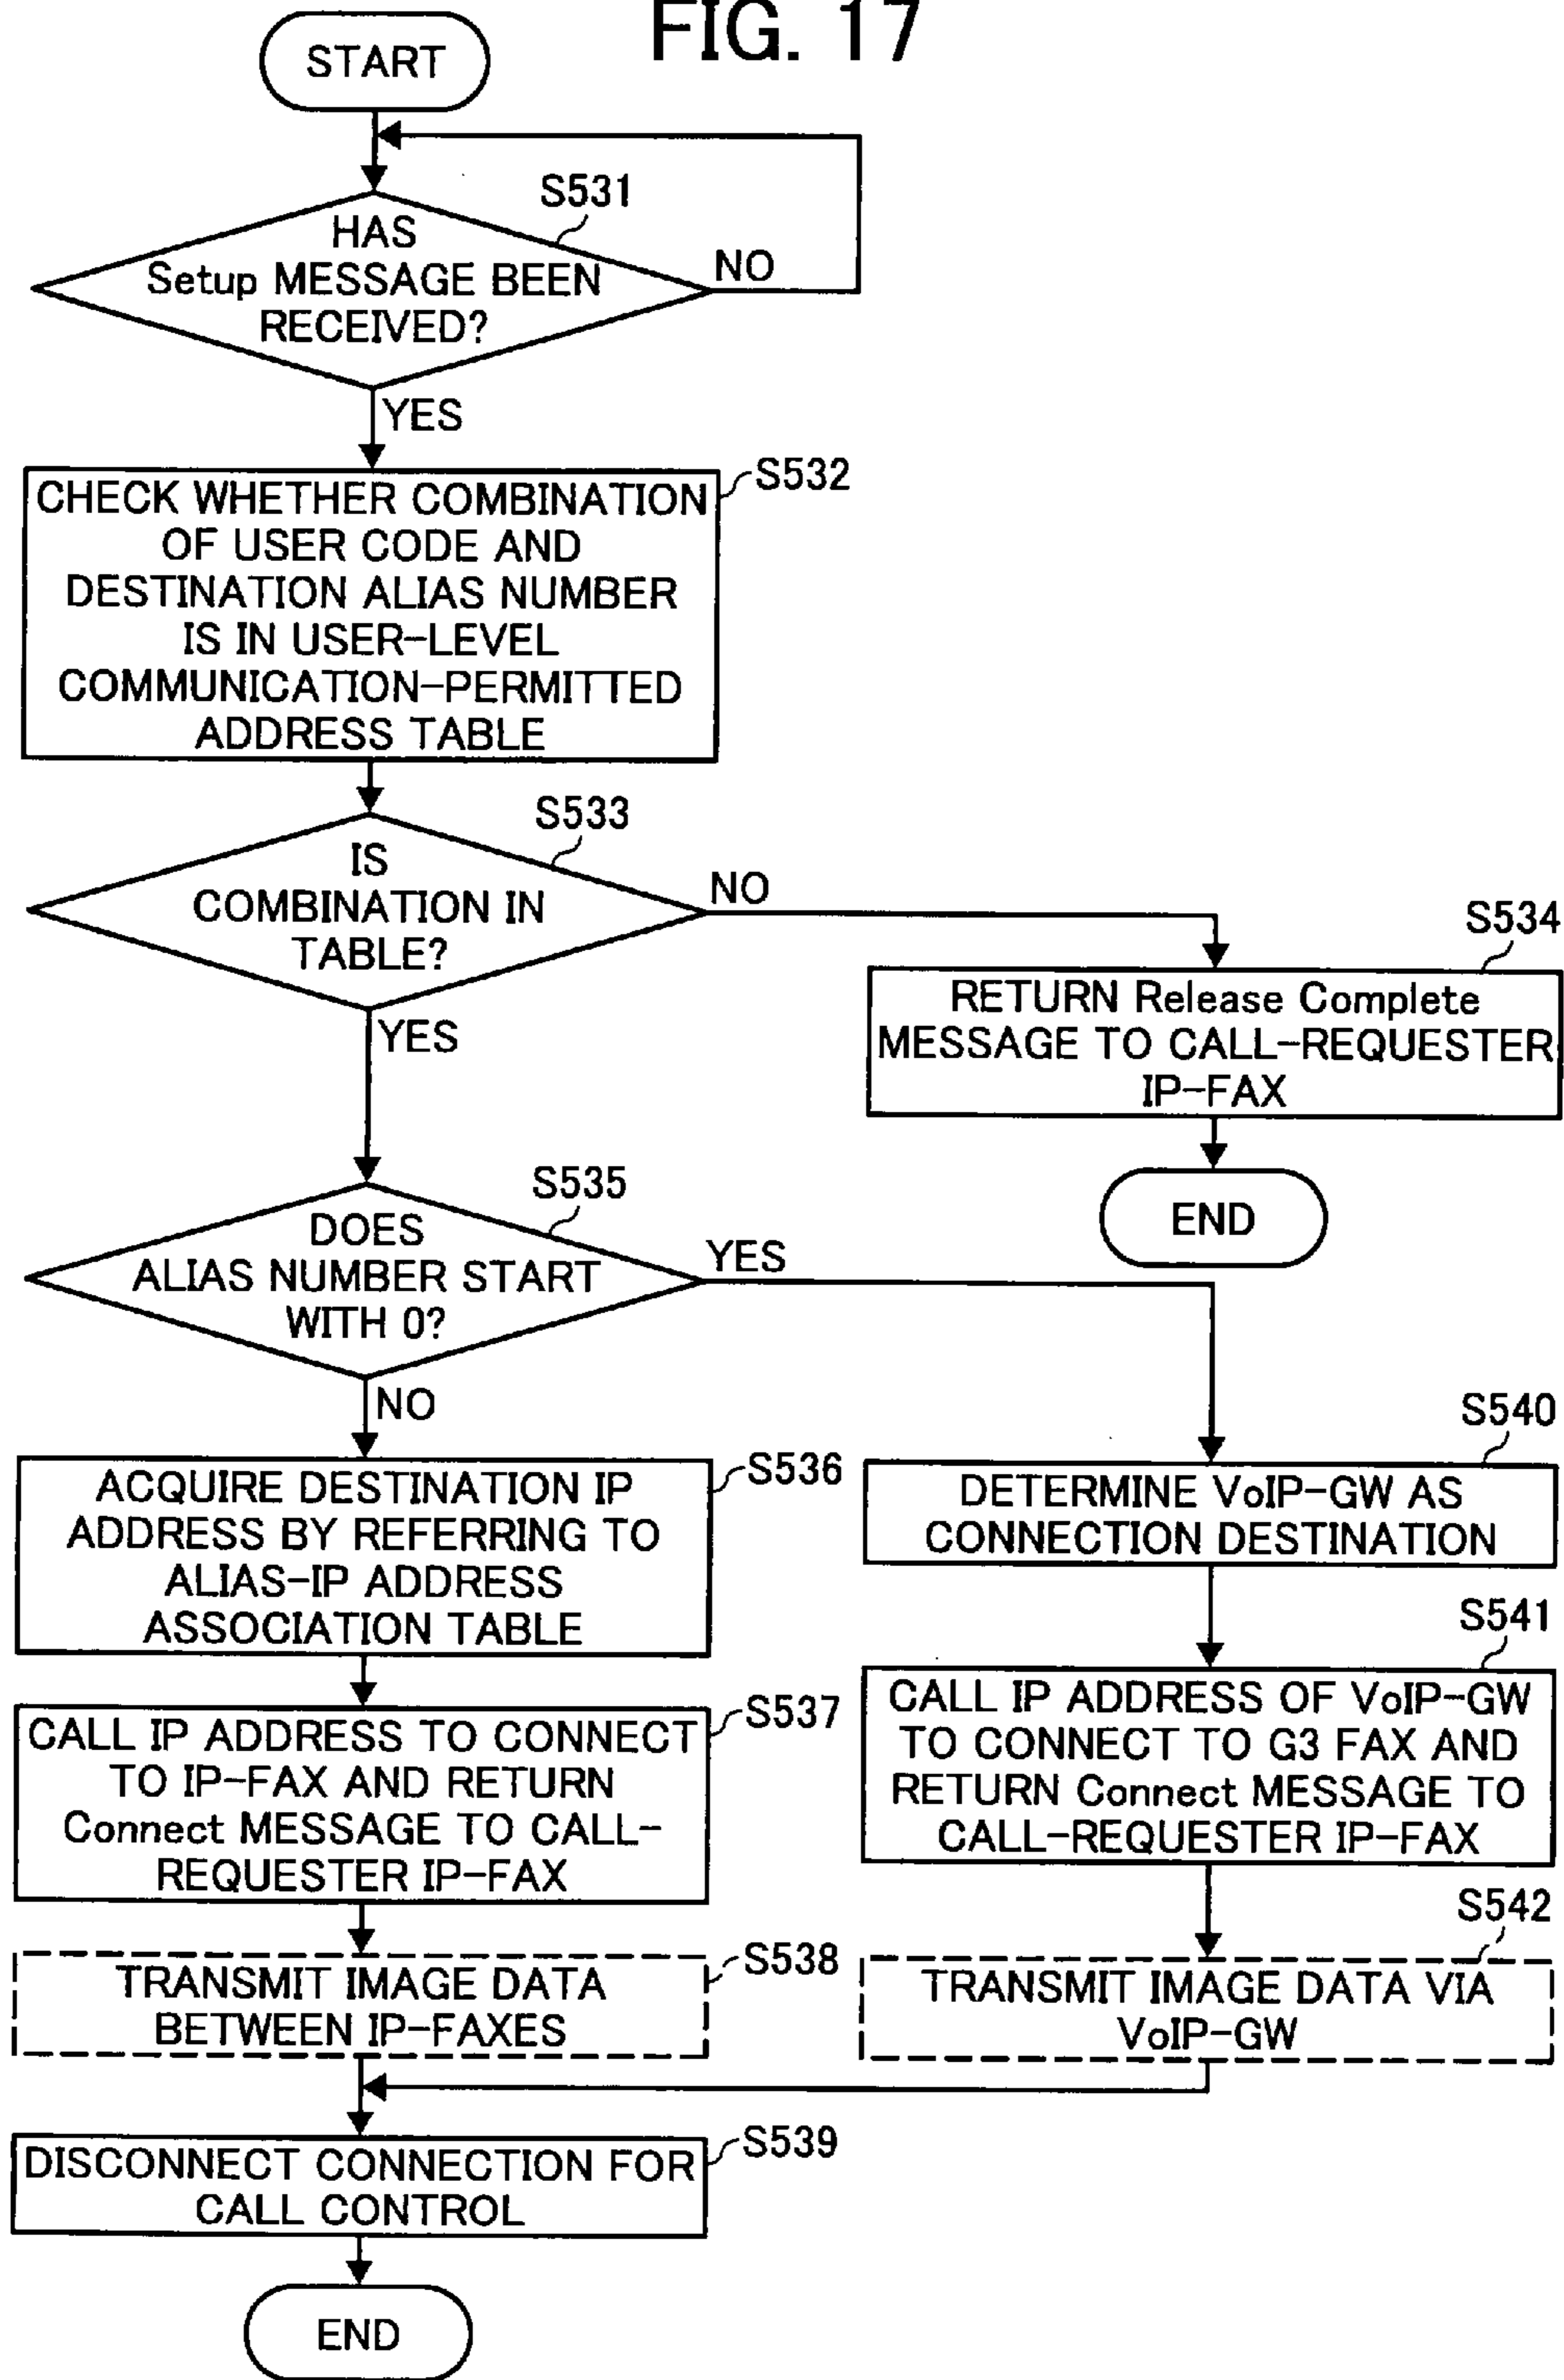 FIG. 17
START
S531
HAS
Setup MESSAGE BEEN
RECEIVED?
NO
YES
S532
CHECK WHETHER COMBINATION
OF USER CODE AND
DESTINATION ALIAS NUMBER
IS IN USER-LEVEL
COMMUNICATION-PERMITTED
ADDRESS TABLE
S533
IS
COMBINATION IN
TABLE?
NO
YES
S534
RETURN Release Complete
MESSAGE TO CALL-REQUESTER
IP-FAX
END
S535
DOES
ALIAS NUMBER START
WITH 0?
YES
NO
S536
ACQUIRE DESTINATION IP
ADDRESS BY REFERRING TO
ALIAS-IP ADDRESS
ASSOCIATION TABLE
S540
DETERMINE VoIP-GW AS
CONNECTION DESTINATION
S537
CALL IP ADDRESS TO CONNECT
TO IP-FAX AND RETURN
Connect MESSAGE TO CALL-
REQUESTER IP-FAX
S541
CALL IP ADDRESS OF VoIP-GW
TO CONNECT TO G3 FAX AND
RETURN Connect MESSAGE TO
CALL-REQUESTER IP-FAX
S538
TRANSMIT IMAGE DATA
BETWEEN IP-FAXES
S542
TRANSMIT IMAGE DATA VIA
VoIP-GW
S539
DISCONNECT CONNECTION FOR
CALL CONTROL
END